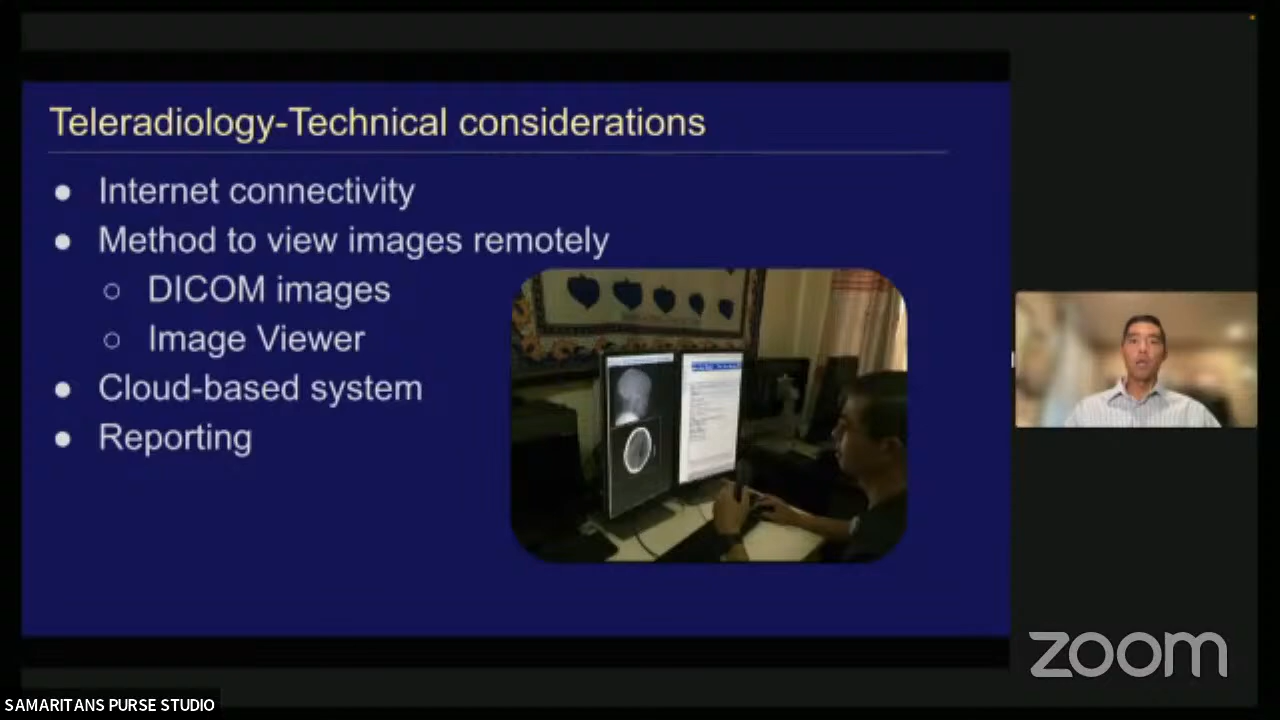 Teleradiology-Technical considerations
● Internet connectivity
● Method to view images remotely
○ DICOM images
○ Image Viewer
● Cloud-based system
● Reporting
zoom
SAMARITANS PURSE STUDIO